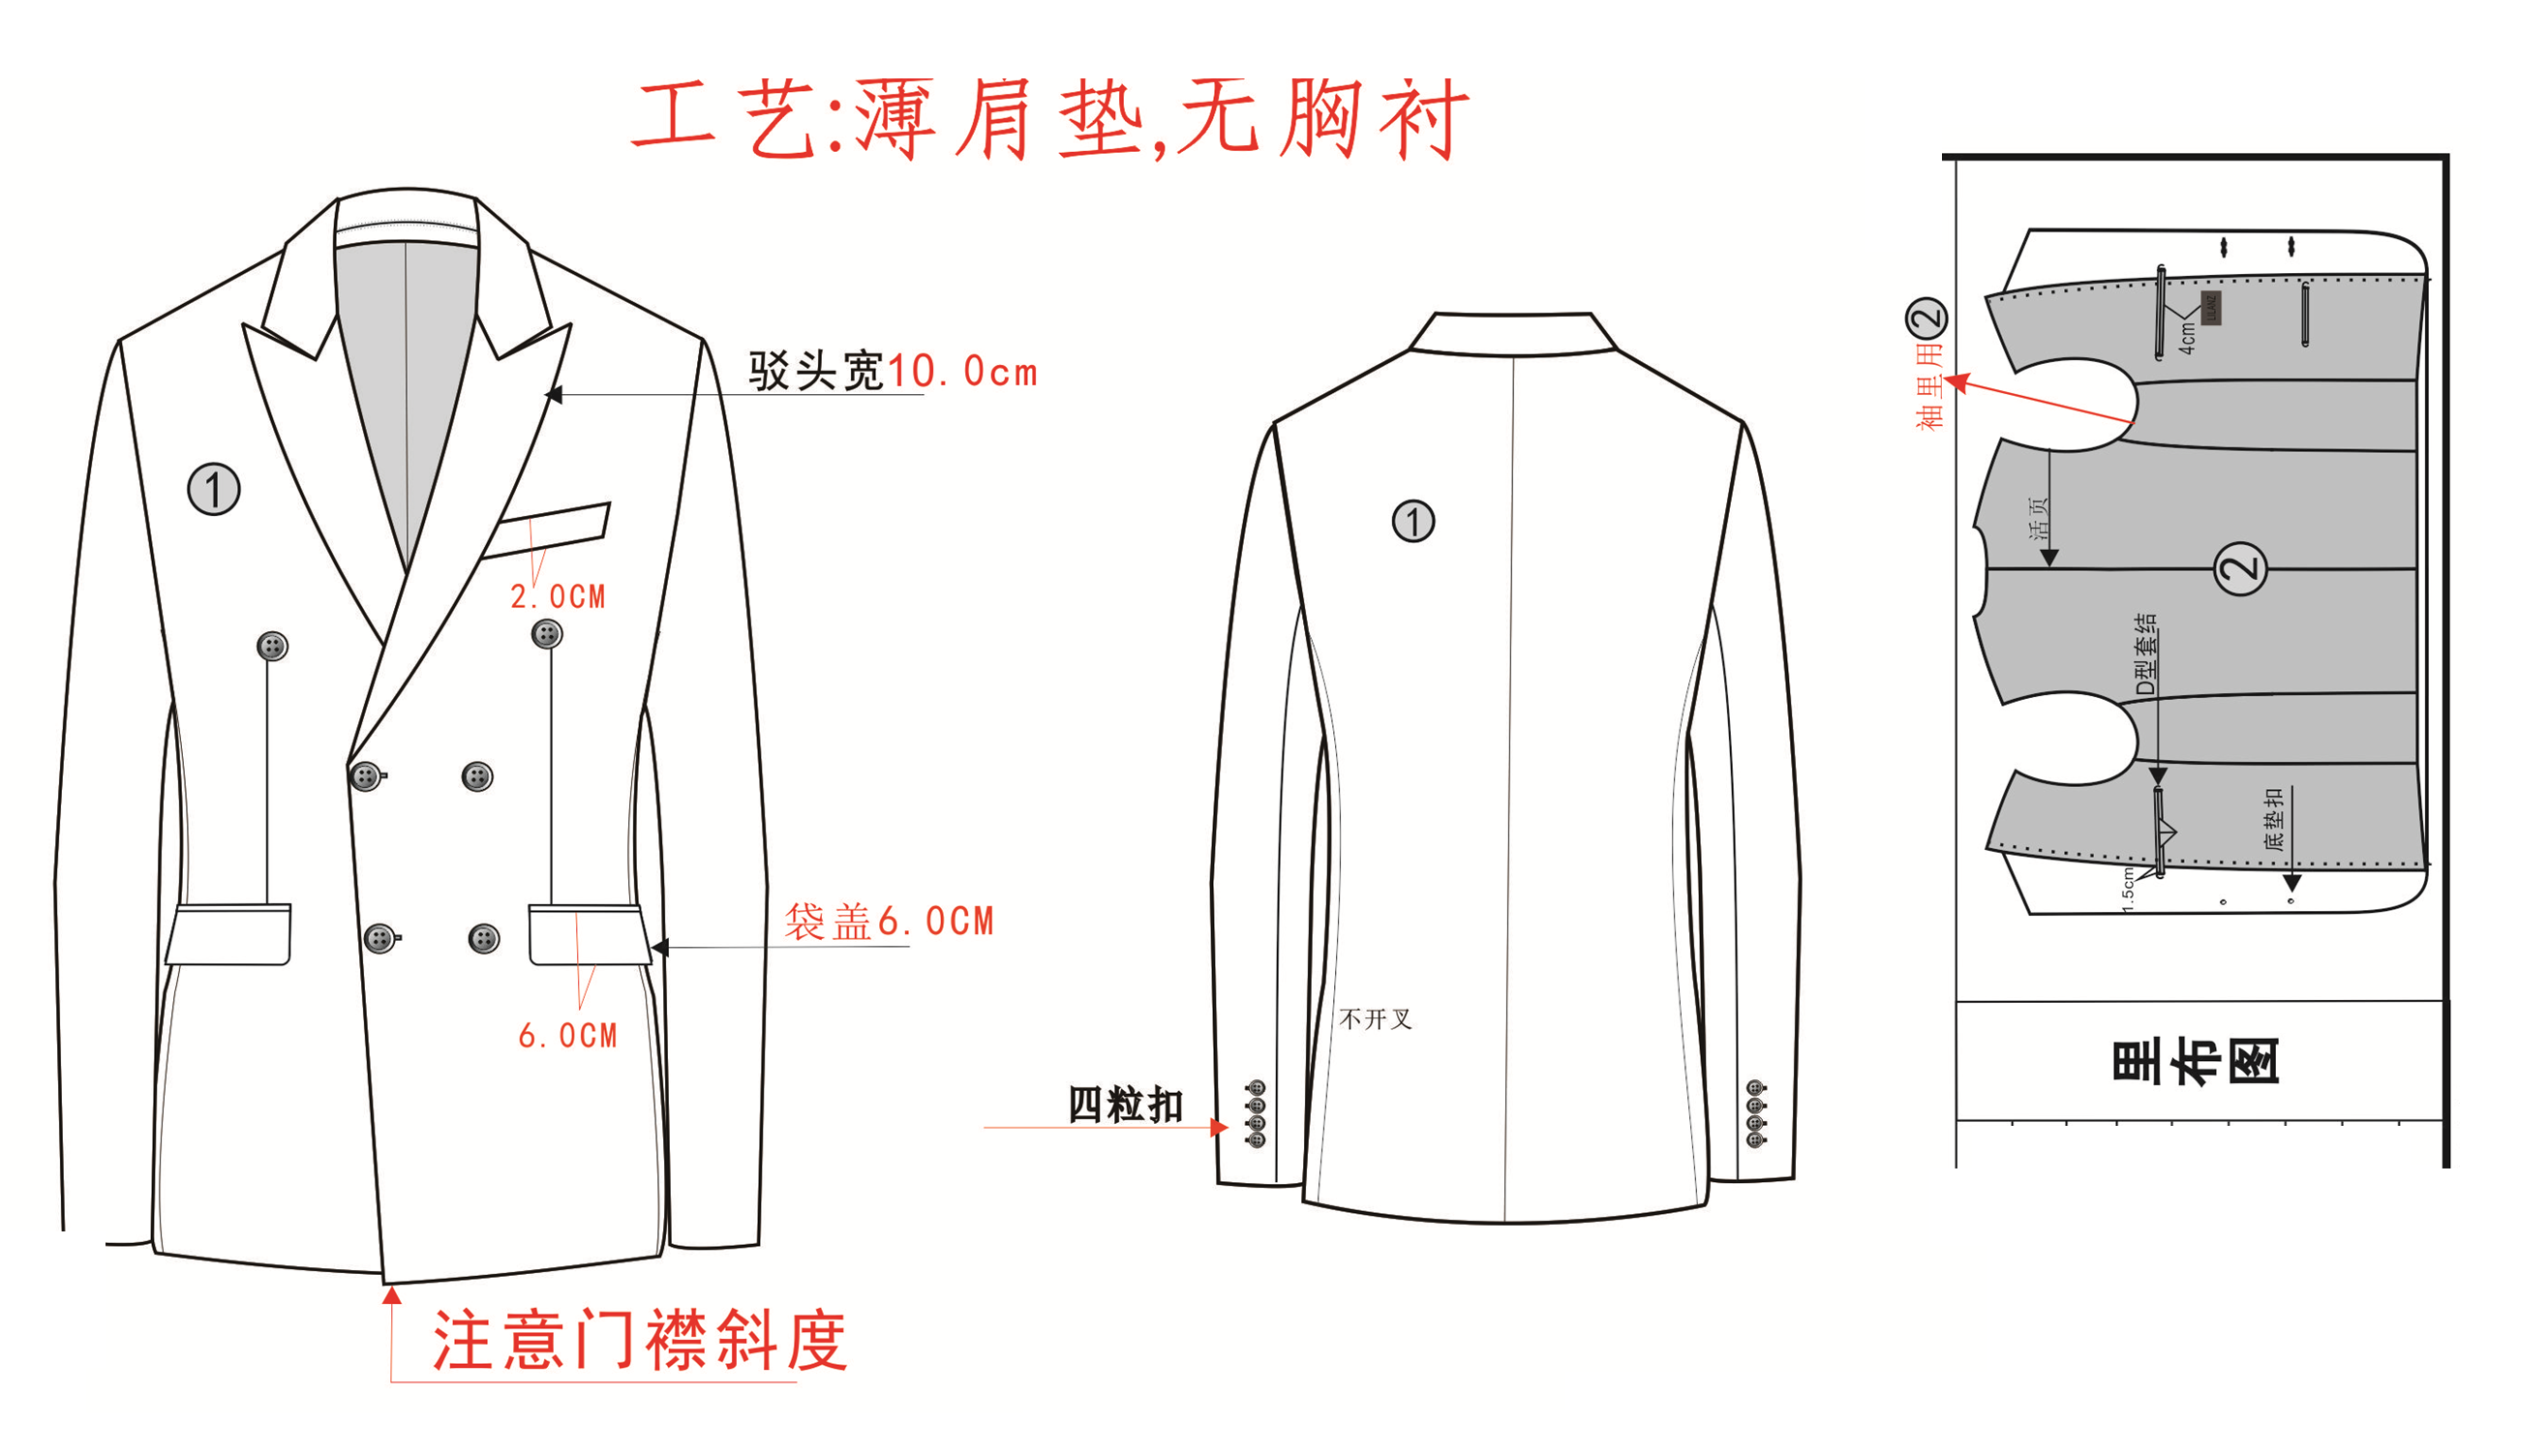 工艺:薄肩垫,无胸衬
驳头宽10.0cm
①
2.0CM
袋盖6.0CM
6.0CM
注意门襟斜度
①
不开叉
四粒扣
②
袖里用
4cm
LILANZ
活页
②
D型套结
底垫扣
1.5cm
里布图